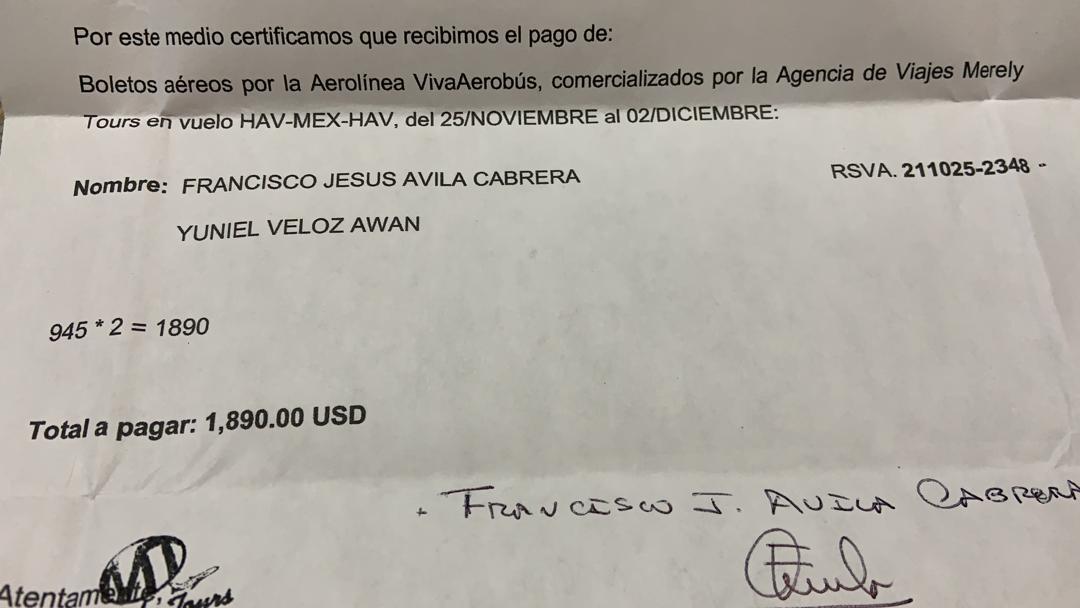 Por este medio certificamos que recibimos el pago de:
Boletos aéreos por la Aerolínea VivaAerobús, comercializados por la Agencia de Viajes Merely
Tours en vuelo HAV-MEX-HAV, del 25/NOVIEMBRE al 02/DICIEMBRE:
Nombre: FRANCISCO JESUS AVILA CABRERA RSVA. 211025-2348 -
YUNIEL VELOZ AWAN
945 * 2 = 1890
Total a pagar: 1,890.00 USD
FRANCISCO J. AVILA CABRERA
Atentamente,
MT Tours